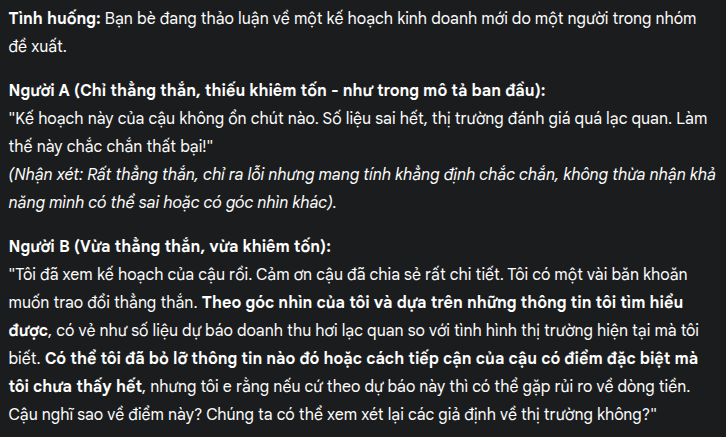 Tình huống: Bạn bè đang thảo luận về một kế hoạch kinh doanh mới do một người trong nhóm
đề xuất.
Người A (Chỉ thẳng thắn, thiếu khiêm tốn - như trong mô tả ban đầu):
"Kế hoạch này của cậu không ổn chút nào. Số liệu sai hết, thị trường đánh giá quá lạc quan. Làm
thế này chắc chắn thất bại!"
(Nhận xét: Rất thẳng thắn, chỉ ra lỗi nhưng mang tính khẳng định chắc chắn, không thừa nhận khả
năng mình có thể sai hoặc có góc nhìn khác).
Người B (Vừa thẳng thắn, vừa khiêm tốn):
"Tôi đã xem kế hoạch của cậu rồi. Cảm ơn cậu đã chia sẻ rất chi tiết. Tôi có một vài băn khoăn
muốn trao đổi thẳng thắn. Theo góc nhìn của tôi và dựa trên những thông tin tôi tìm hiểu
được, có vẻ như số liệu dự báo doanh thu hơi lạc quan so với tình hình thị trường hiện tại mà tôi
biết. Có thể tôi đã bỏ lỡ thông tin nào đó hoặc cách tiếp cận của cậu có điểm đặc biệt mà
tôi chưa thấy hết, nhưng tôi e rằng nếu cứ theo dự báo này thì có thể gặp rủi ro về dòng tiền.
Cậu nghĩ sao về điểm này? Chúng ta có thể xem xét lại các giả định về thị trường không?"